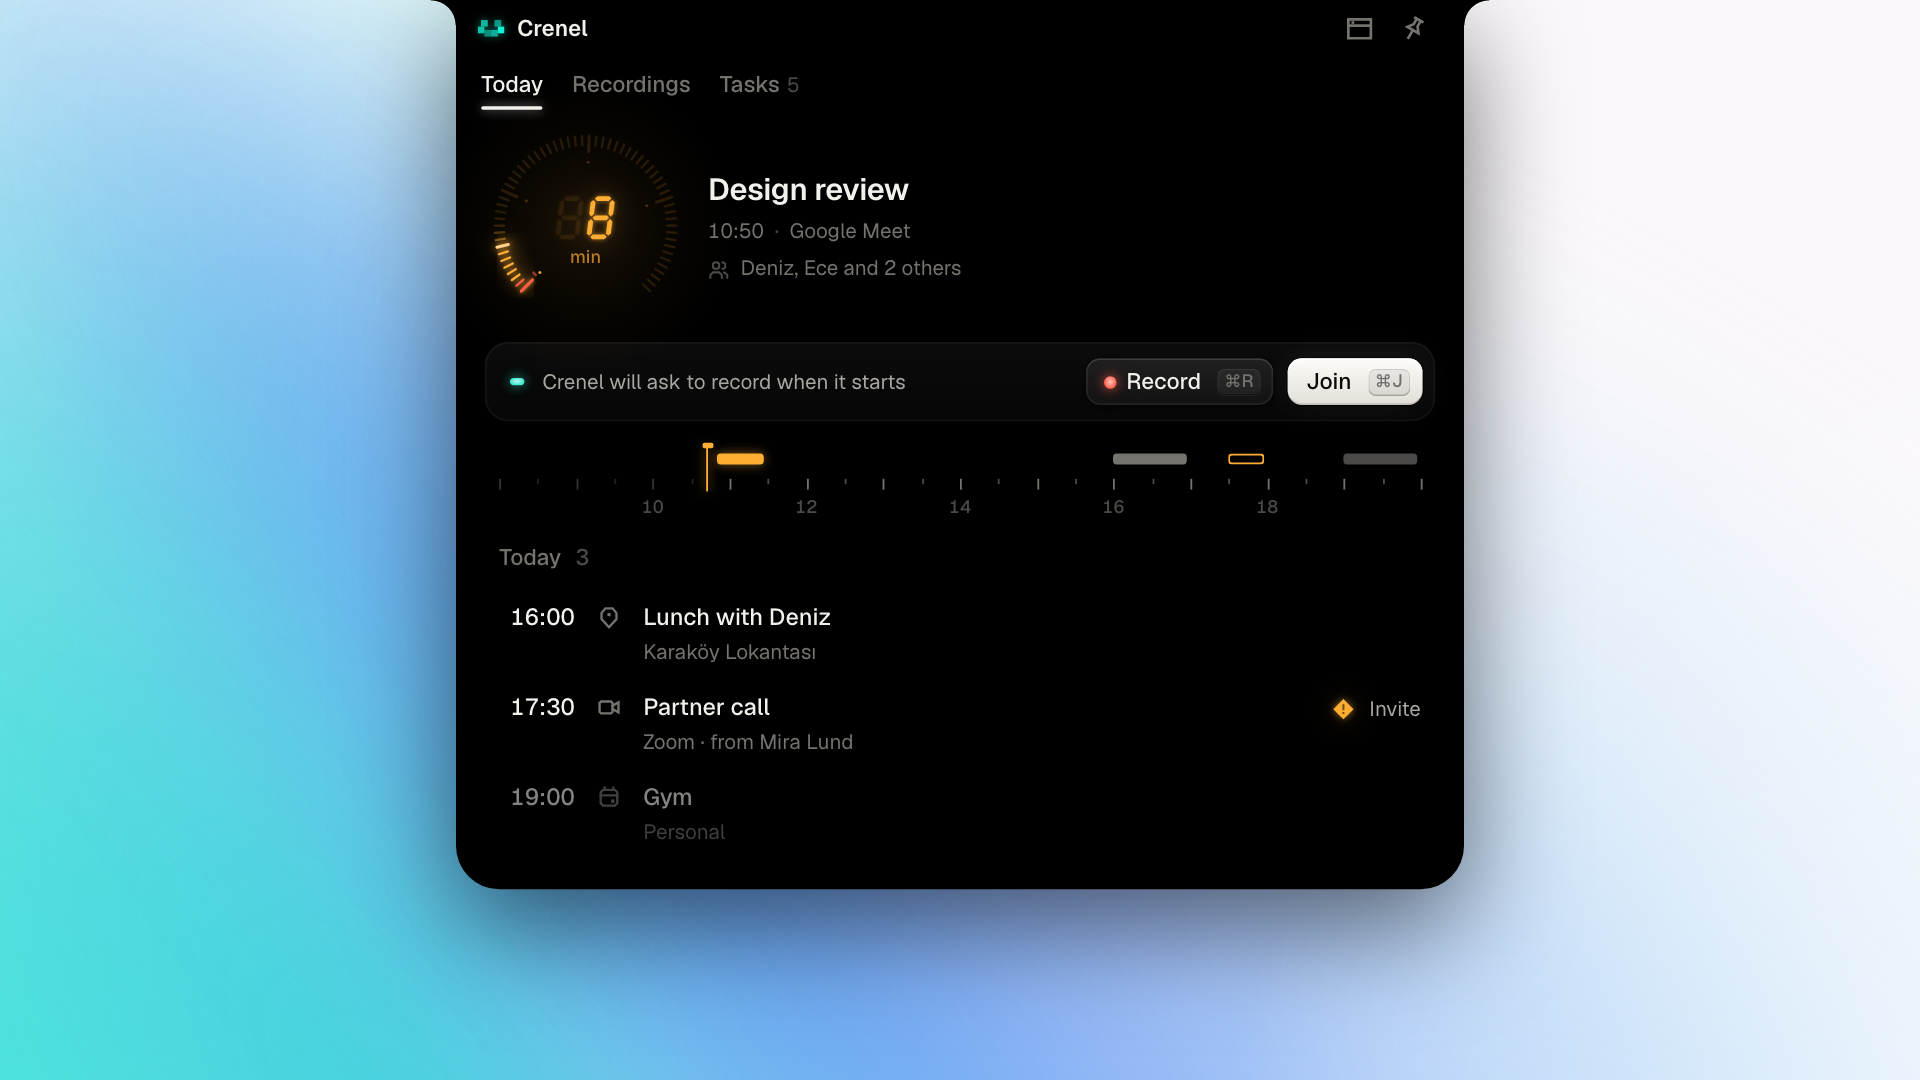 Crenel
Today Recordings Tasks 5
8
min
Design review
10:50 · Google Meet
Deniz, Ece and 2 others
Crenel will ask to record when it starts
Record ⌘R
Join ⌘J
10 12 14 16 18
Today 3
16:00 Lunch with Deniz
Karaköy Lokantası
17:30 Partner call
Invite
Zoom · from Mira Lund
19:00 Gym
Personal